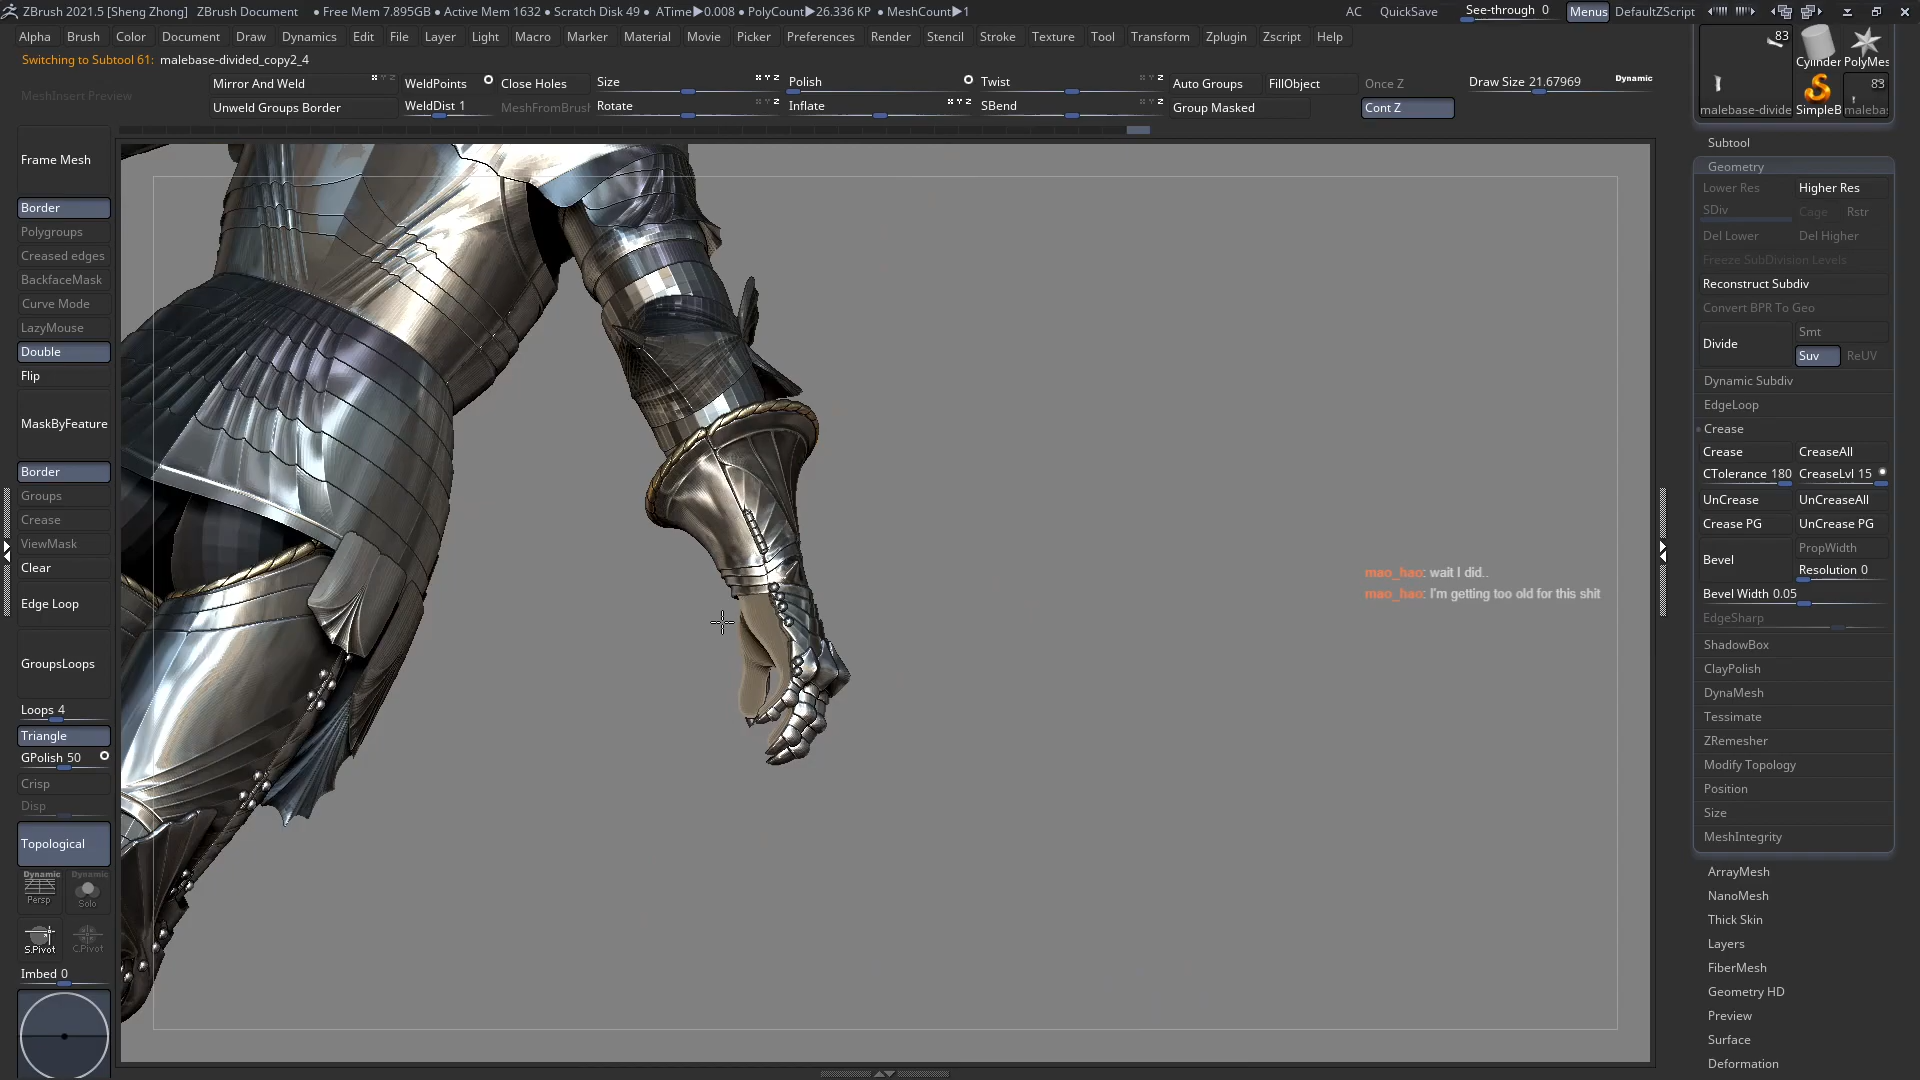 ZBrush 2021.5 [Sheng Zhong] ZBrush Document • Free Mem 7.895GB • Active Mem 1632 • Scratch Disk 49 • ATime▶0.008 • PolyCount▶26.336 KP • MeshCount▶1 AC QuickSave See-through 0 Menus DefaultZScript
Alpha Brush Color Document Draw Dynamics Edit File Layer Light Macro Marker Material Movie Picker Preferences Render Stencil Stroke Texture Tool Transform Zplugin Zscript Help
Switching to Subtool 61: malebase-divided_copy2_4
83
Cylinder PolyMes
83
malebase-divide SimpleB malebas
MeshInsert Preview
Mirror And Weld WeldPoints Close Holes Size Polish Twist Auto Groups FillObject Once Z Draw Size 21.67969 Dynamic
Unweld Groups Border WeldDist 1 MeshFromBrush Rotate Inflate SBend Group Masked Cont Z
Frame Mesh
Border
Polygroups
Creased edges
BackfaceMask
Curve Mode
LazyMouse
Double
Flip
MaskByFeature
Border
Groups
Crease
ViewMask
Clear
Edge Loop
GroupsLoops
Loops 4
Triangle
GPolish 50
Crisp
Disp
Topological
Dynamic Dynamic
Persp Solo
S.Pivot C.Pivot
Imbed 0
mao_hao: wait I did..
mao_hao: I'm getting too old for this shit
Subtool
Geometry
Lower Res Higher Res
SDiv Cage Rstr
Del Lower Del Higher
Freeze SubDivision Levels
Reconstruct Subdiv
Convert BPR To Geo
Divide Smt
Suv ReUV
Dynamic Subdiv
EdgeLoop
Crease
Crease CreaseAll
CTolerance 180 CreaseLvl 15
UnCrease UnCreaseAll
Crease PG UnCrease PG
Bevel PropWidth
Resolution 0
Bevel Width 0.05
EdgeSharp
ShadowBox
ClayPolish
DynaMesh
Tessimate
ZRemesher
Modify Topology
Position
Size
MeshIntegrity
ArrayMesh
NanoMesh
Thick Skin
Layers
FiberMesh
Geometry HD
Preview
Surface
Deformation